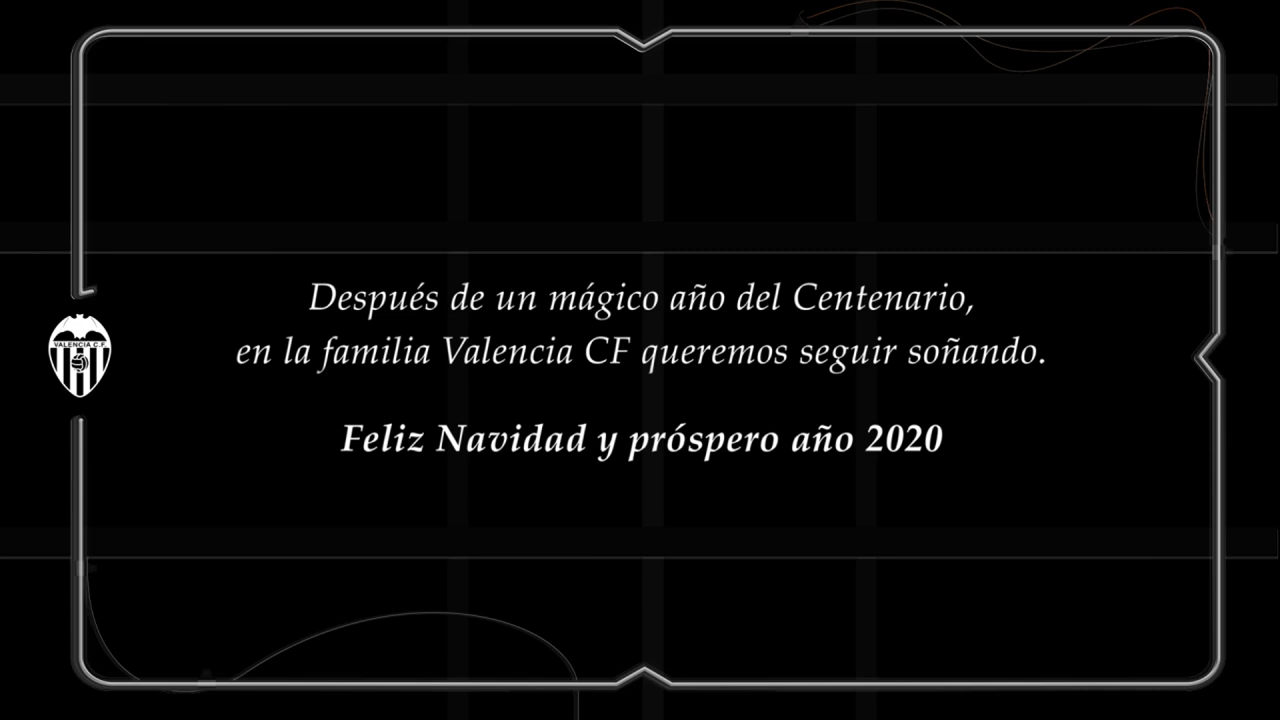 Después de un mágico año del Centenario,
en la familia Valencia CF queremos seguir soñando.
Feliz Navidad y próspero año 2020
VALENCIA C.F.